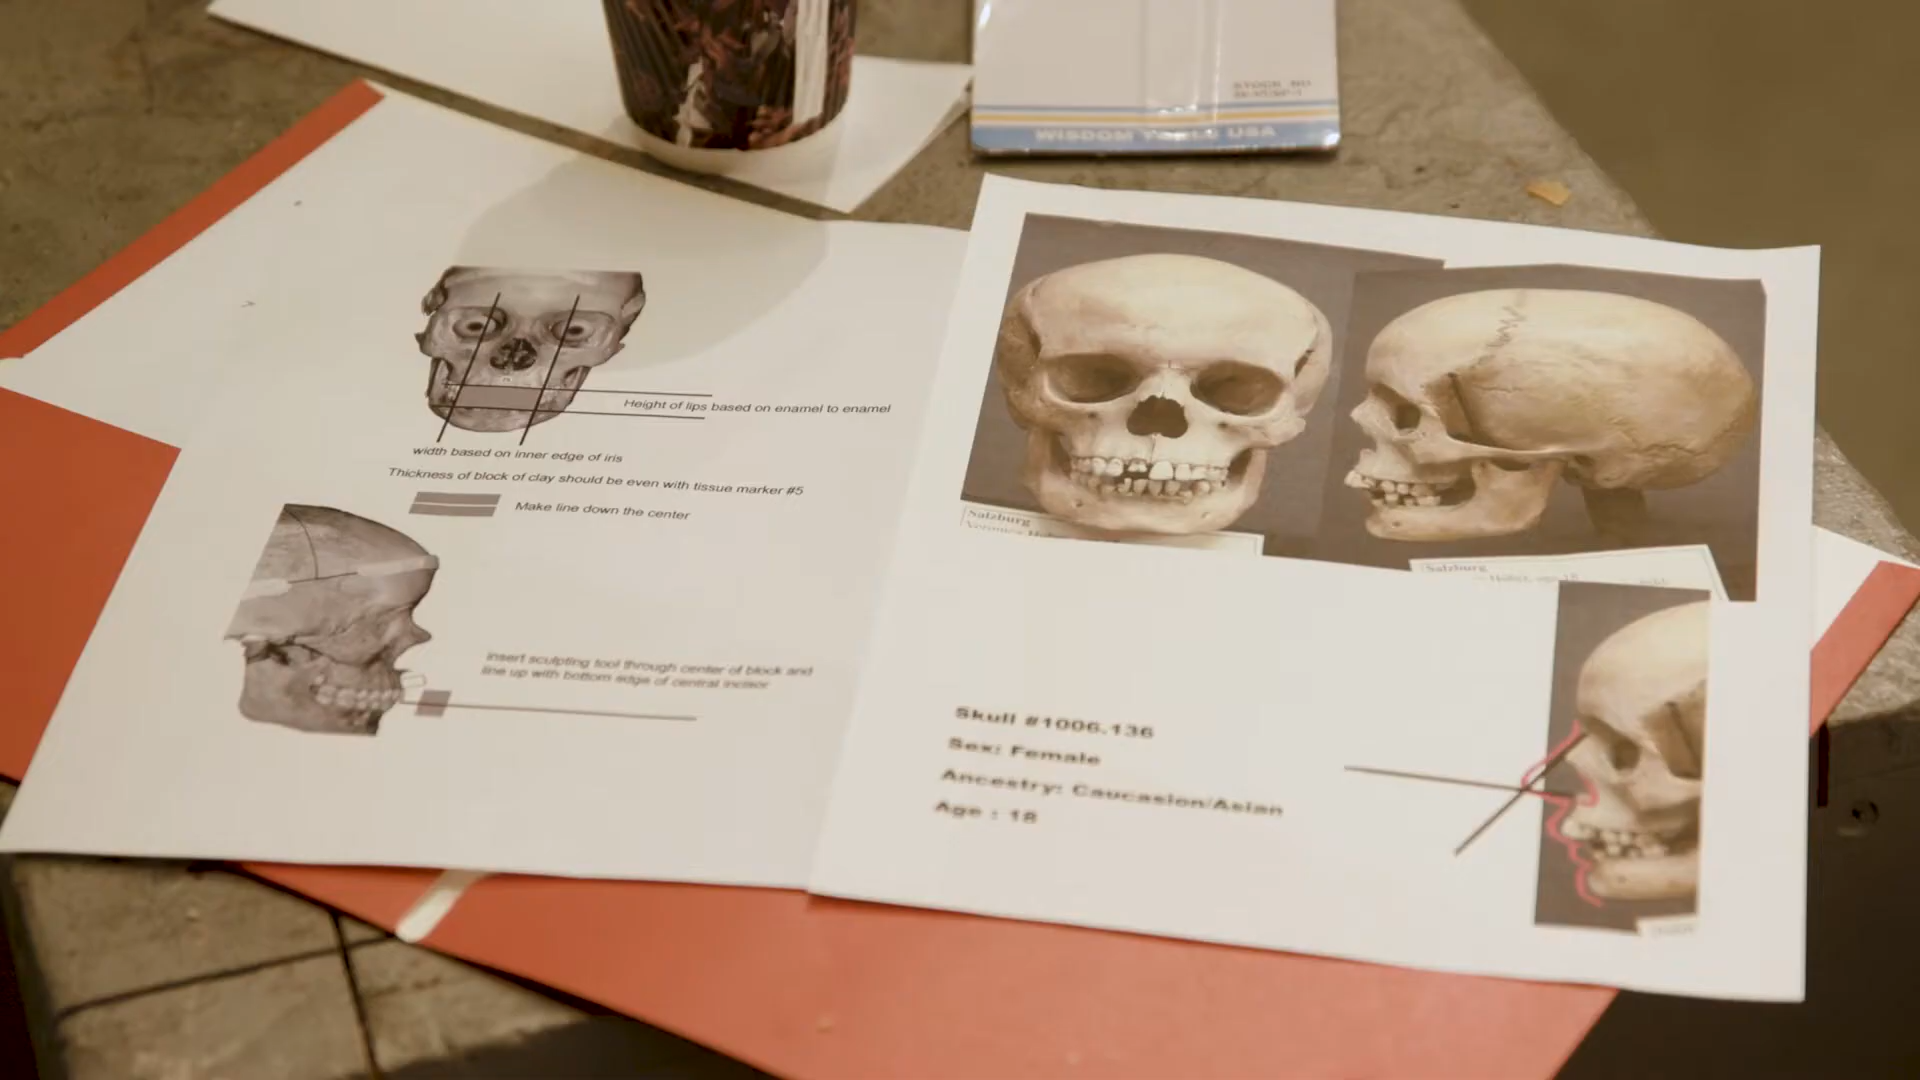 STOCK NO
WISDOM TOOLS USA
Height of lips based on enamel to enamel
width based on inner edge of iris
Thickness of block of clay should be even with tissue marker #5
Make line down the center
insert sculpting tool through center of block and
line up with bottom edge of central incisor
Salzburg
Salzburg
Skull #1006.136
Sex: Female
Ancestry: Caucasion/Asian
Age : 18